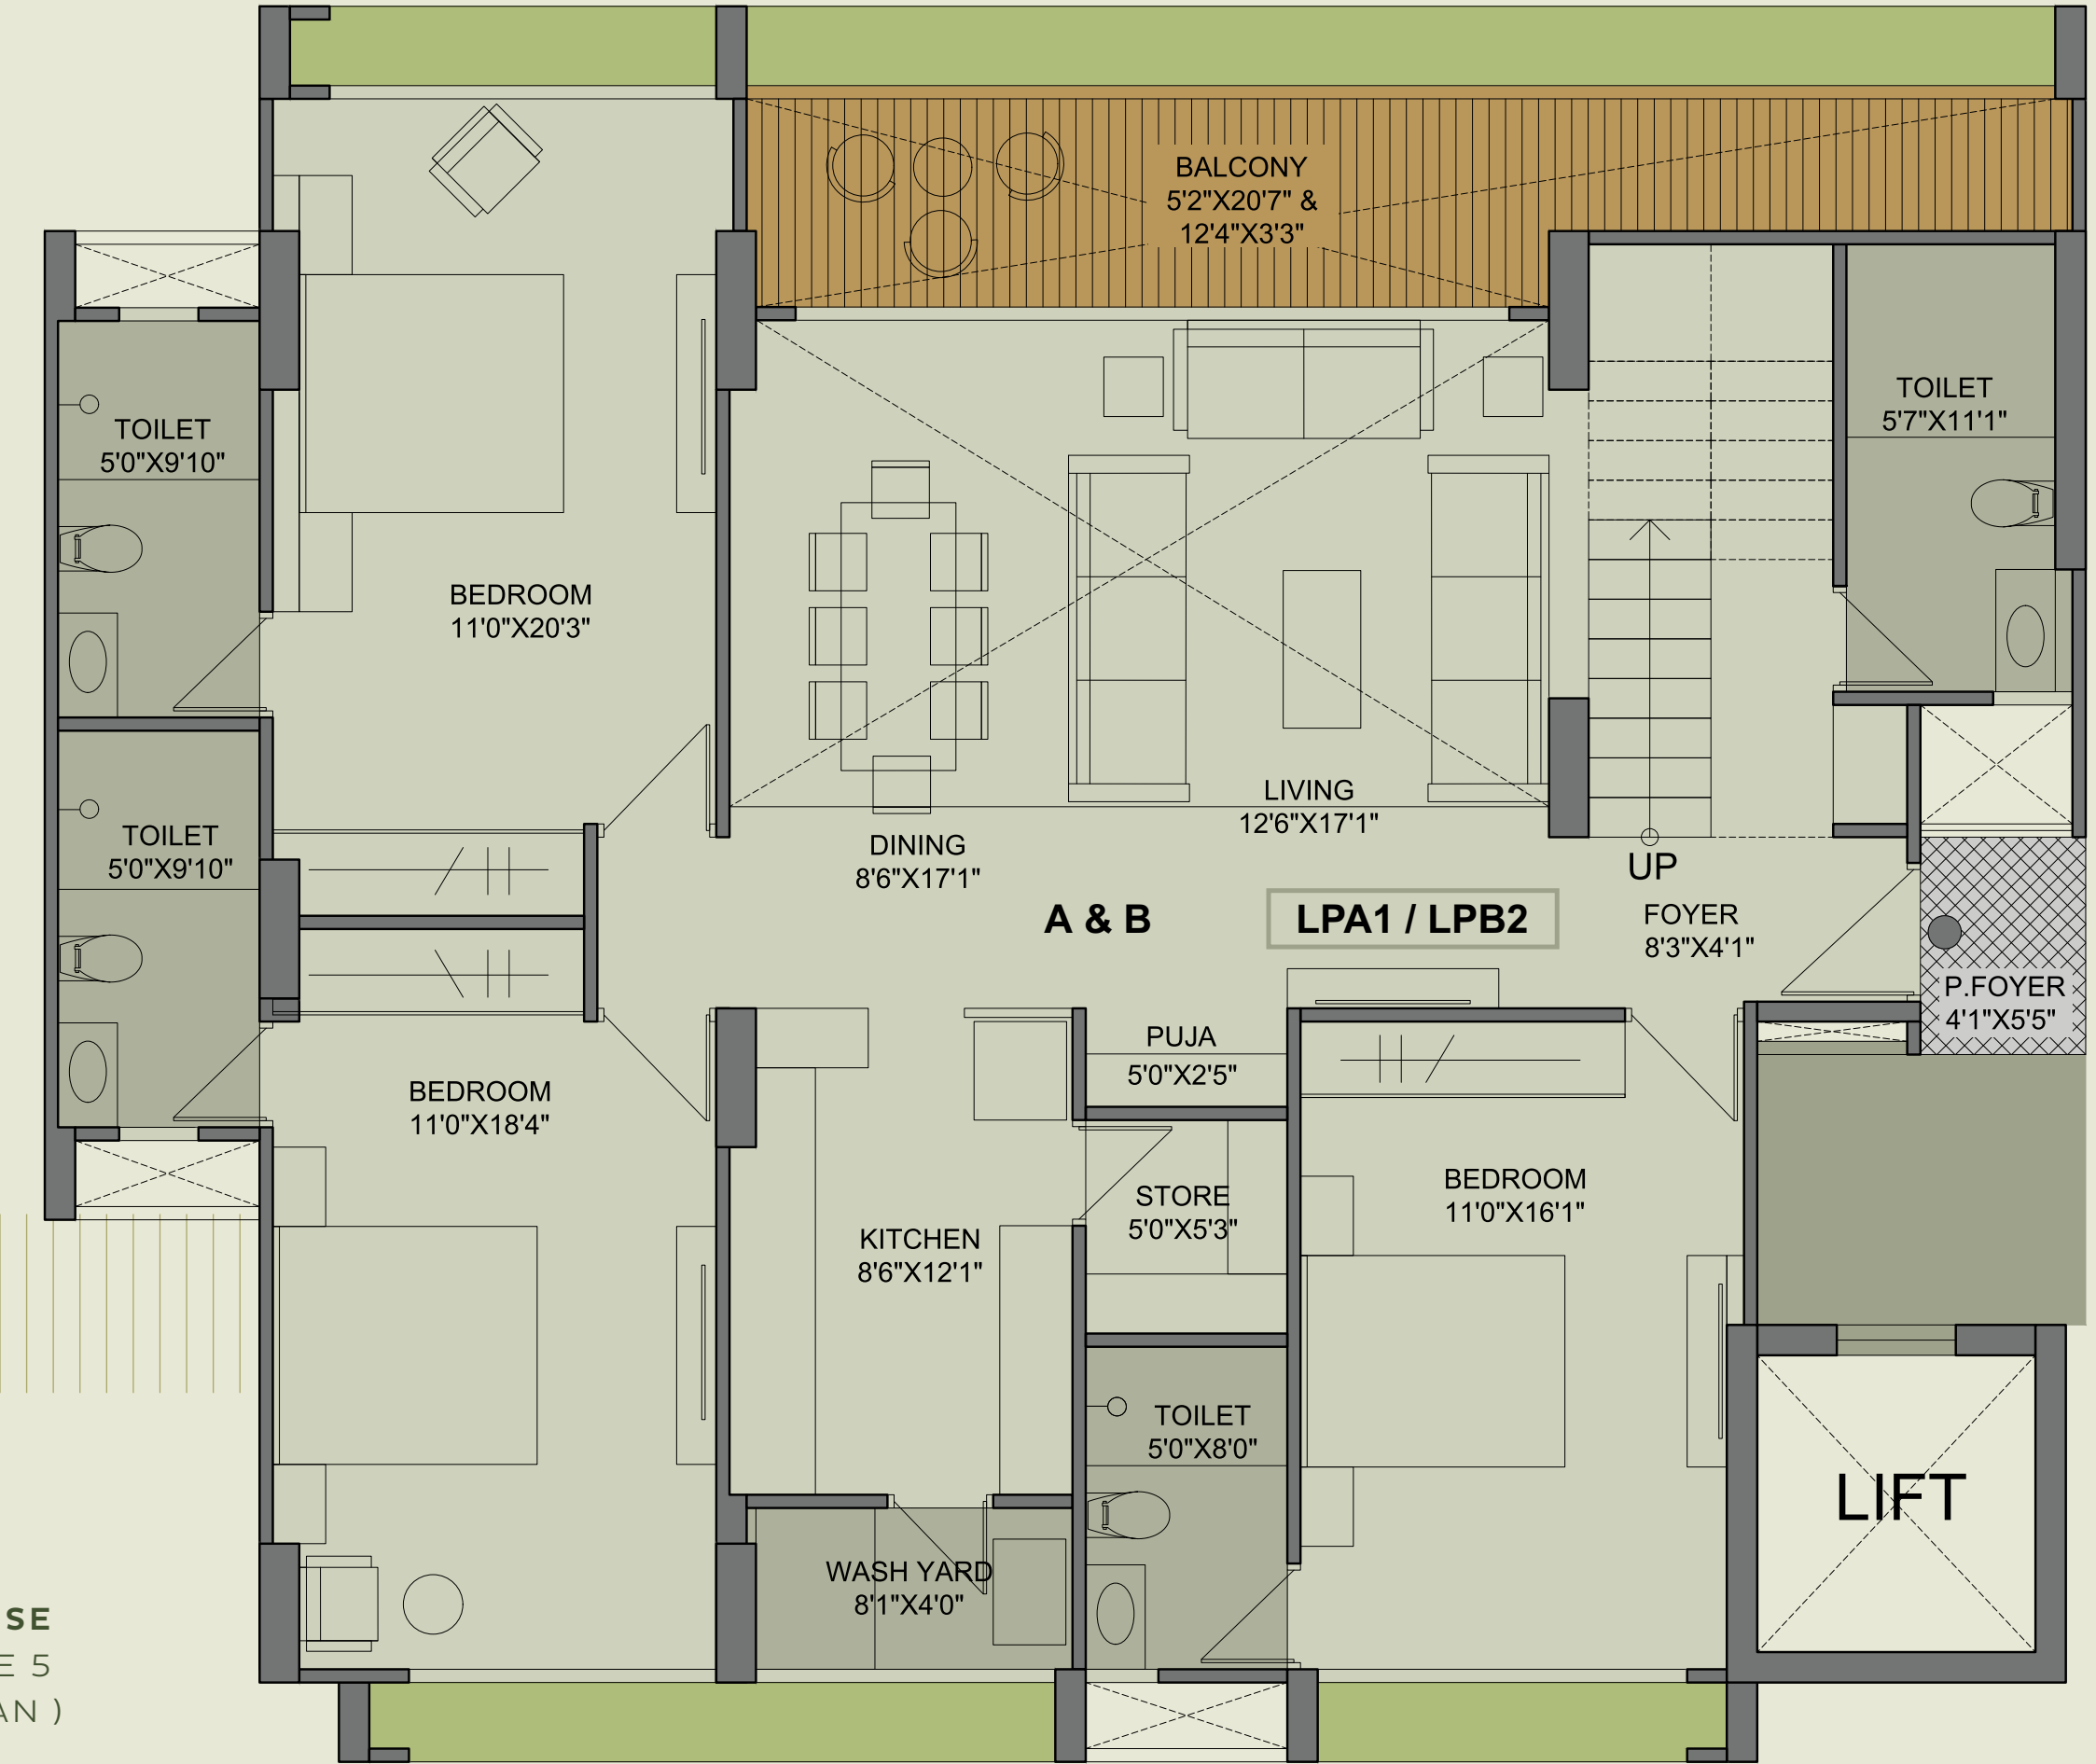 BALCONY
5'2"X20'7" &
12'4"X3'3"
TOILET
5'7"X11'1"
TOILET
5'0"X9'10"
BEDROOM
11'0"X20'3"
LIVING
12'6"X17'1"
DINING
8'6"X17'1"
TOILET
5'0"X9'10"
UP
A & B
LPA1 / LPB2
FOYER
8'3"X4'1"
P.FOYER
4'1"X5'5"
PUJA
5'0"X2'5"
BEDROOM
11'0"X18'4"
STORE
5'0"X5'3"
BEDROOM
11'0"X16'1"
KITCHEN
8'6"X12'1"
TOILET
5'0"X8'0"
LIFT
WASH YARD
8'1"X4'0"
SE
E 5
AN )